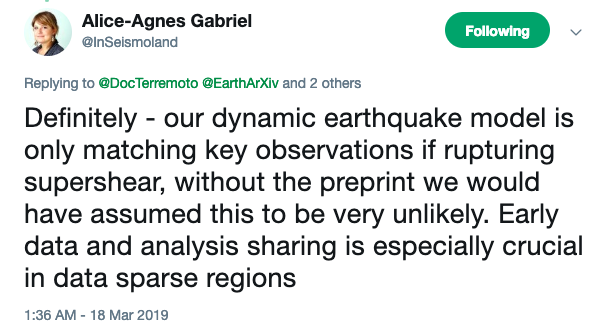 Alice-Agnes Gabriel
@InSeismoland
Following
Replying to @DocTerremoto @EarthArXiv and 2 others
Definitely - our dynamic earthquake model is
only matching key observations if rupturing
supershear, without the preprint we would
have assumed this to be very unlikely. Early
data and analysis sharing is especially crucial
in data sparse regions
1:36 AM - 18 Mar 2019